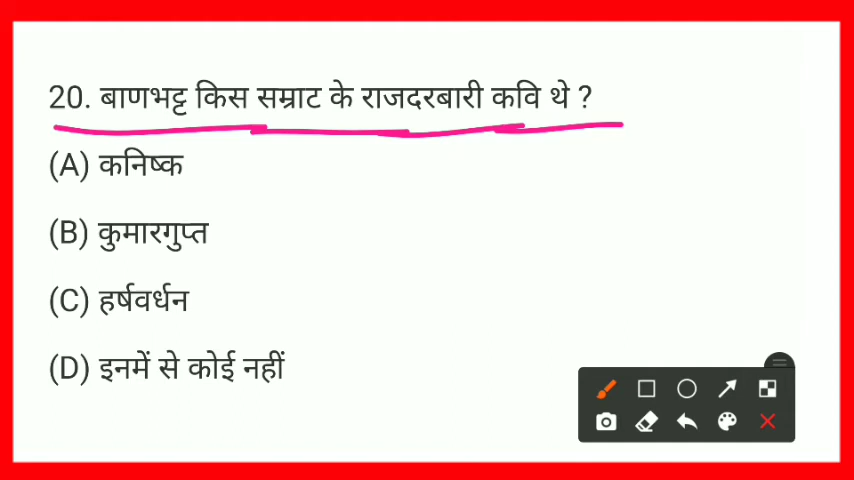 20. बाणभट्ट किस सम्राट के राजदरबारी कवि थे ?
(A) कनिष्क
(B) कुमारगुप्त
(C) हर्षवर्धन
(D) इनमें से कोई नहीं